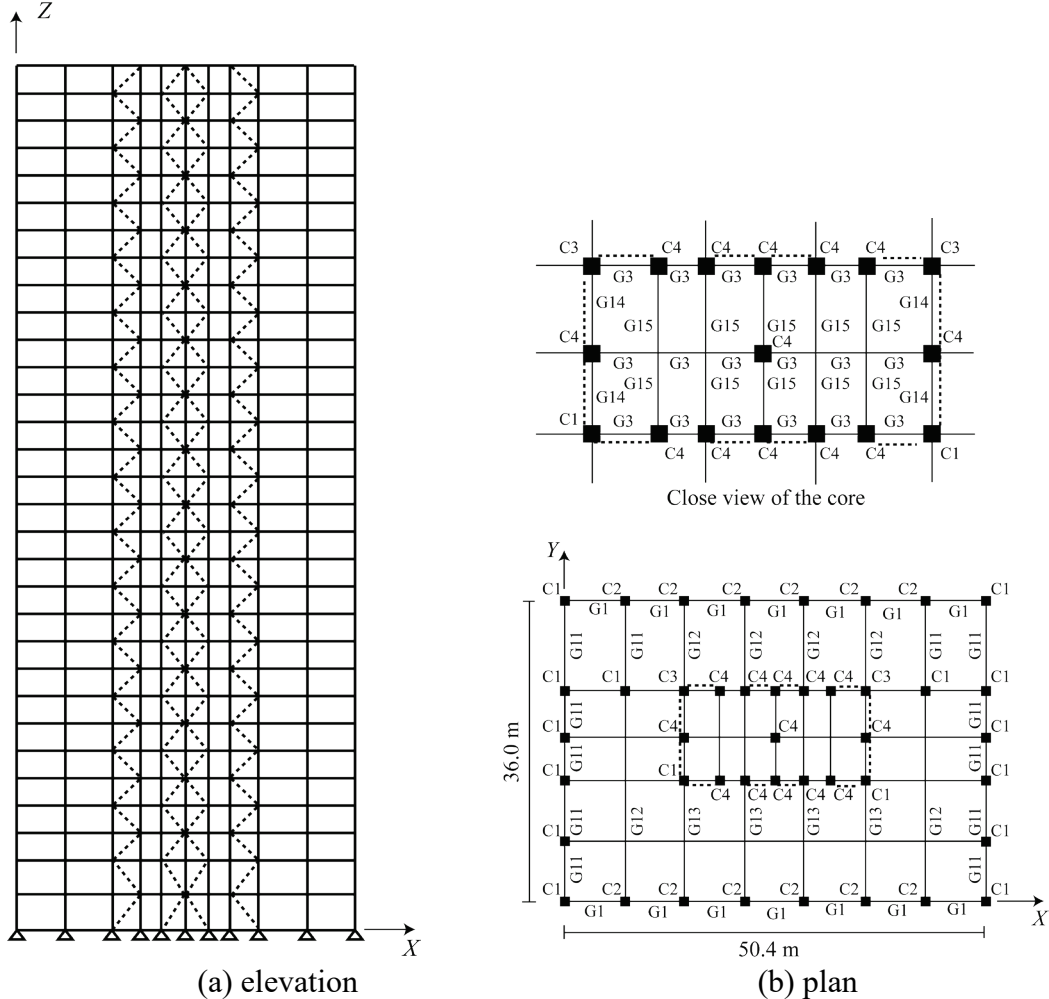 Z
X
(a) elevation
C3 C4 C4 C4 C4 C4 C3
G3 G3 G3 G3 G3 G3
G14 G14
G15 G15 G15 G15 G15
C4 C4 C4
G3 G3 G3 G3 G3 G3
G15 G15 G15 G15 G15
G14 G14
C1 G3 G3 G3 G3 G3 G3
C4 C4 C4 C4 C4 C1
Close view of the core
Y
C1 C2 C2 C2 C2 C2 C2 C1
G1 G1 G1 G1 G1 G1 G1
G11 G11 G12 G12 G12 G12 G11 G11
C1 C1 C3 C4 C4 C4 C4 C4 C3 C1 C1
G11 G11
C1 C4 C4 C4 C1
36.0 m
G11 G11
C1 C1 C4 C4 C4 C4 C4 C1 C1
G11 G12 G13 G13 G13 G13 G12 G11
C1 C1
G11 G11
C1 C2 C2 C2 C2 C2 C2 C1
G1 G1 G1 G1 G1 G1 G1
X
50.4 m
(b) plan